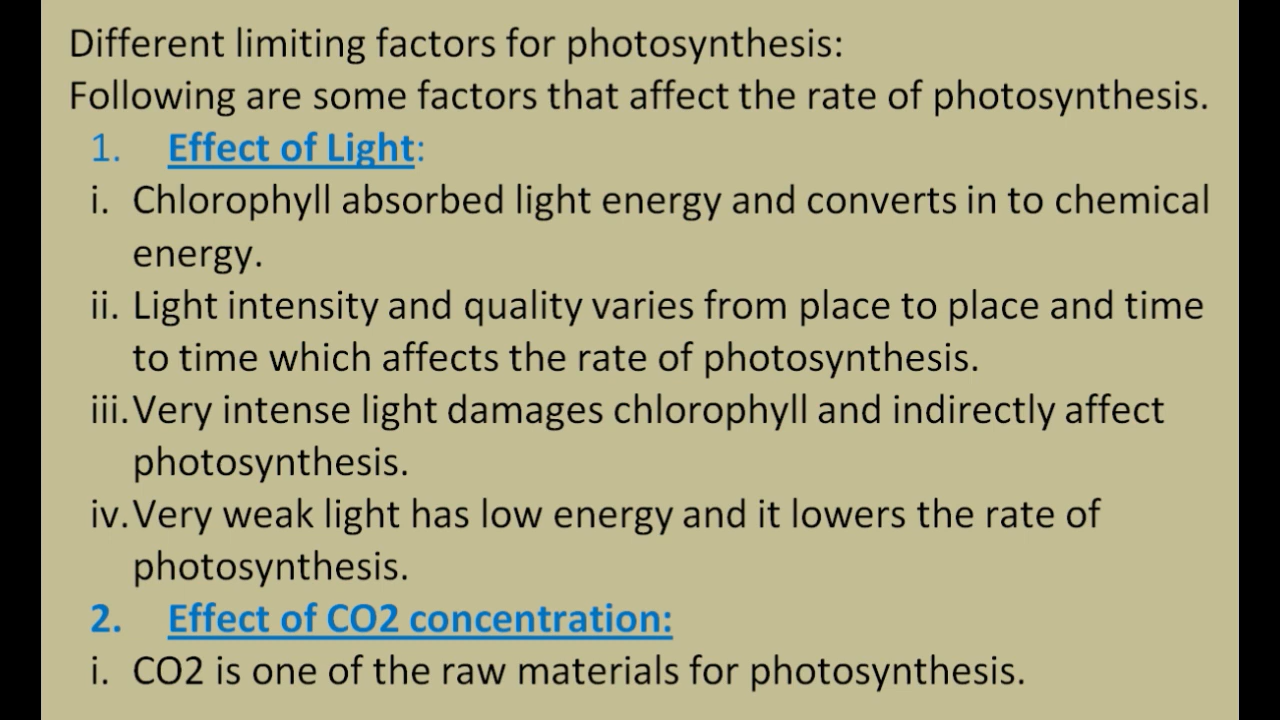 Different limiting factors for photosynthesis:
Following are some factors that affect the rate of photosynthesis.
1. Effect of Light:
i. Chlorophyll absorbed light energy and converts in to chemical
energy.
ii. Light intensity and quality varies from place to place and time
to time which affects the rate of photosynthesis.
iii. Very intense light damages chlorophyll and indirectly affect
photosynthesis.
iv. Very weak light has low energy and it lowers the rate of
photosynthesis.
2. Effect of CO2 concentration:
i. CO2 is one of the raw materials for photosynthesis.